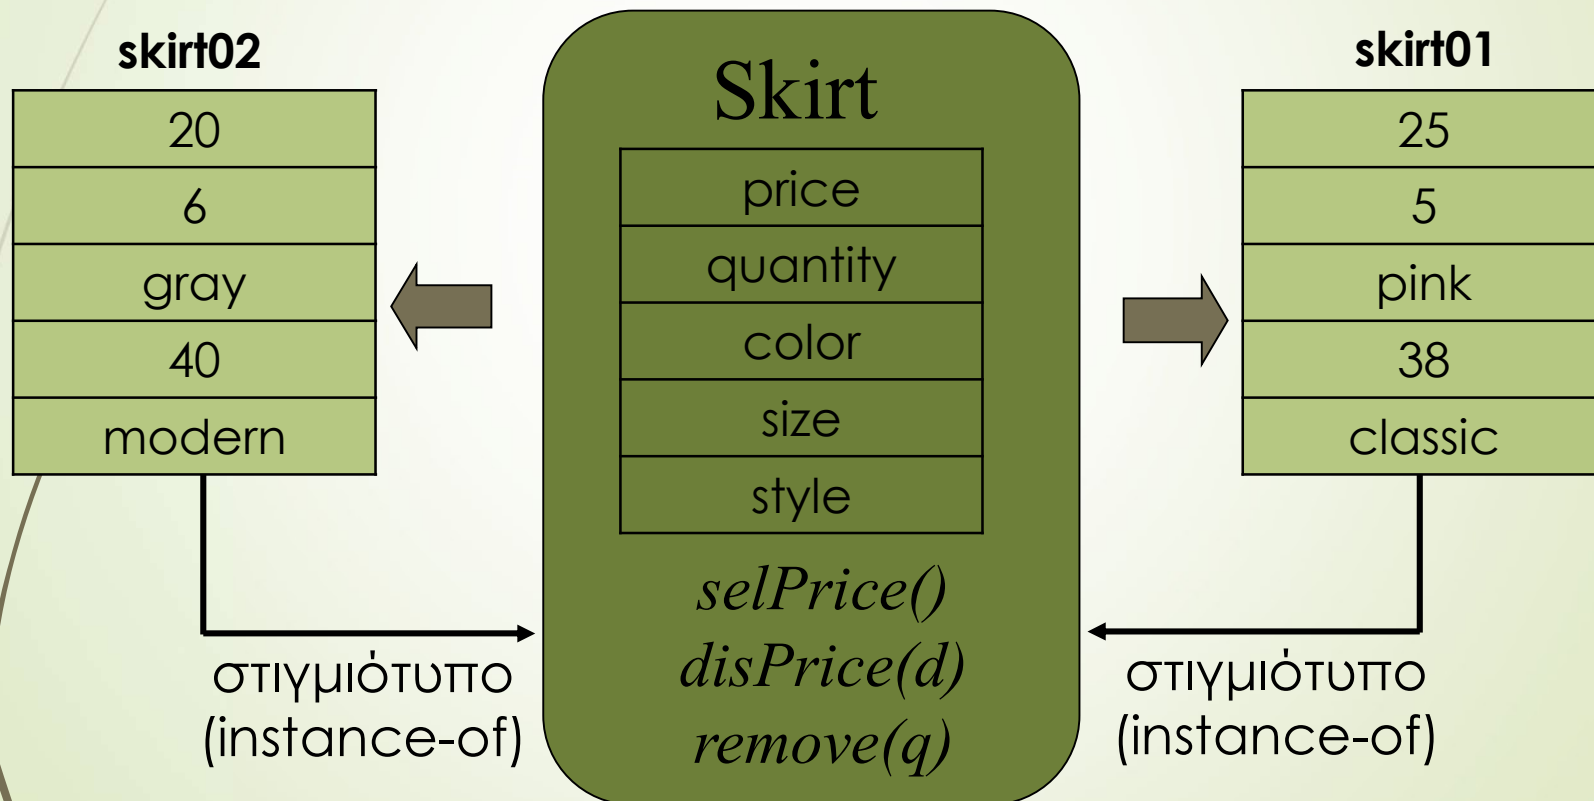 skirt02
20
6
gray
40
modern
στιγμιότυπο
(instance-of)
Skirt
price
quantity
color
size
style
selPrice()
disPrice(d)
remove(q)
skirt01
25
5
pink
38
classic
στιγμιότυπο
(instance-of)